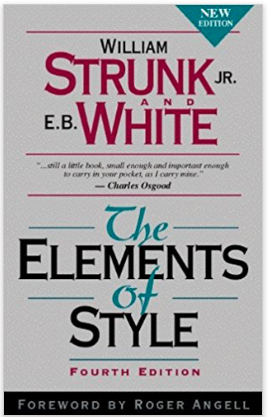 NEW
EDITION
WILLIAM
STRUNK JR.
AND
E.B. WHITE
"...still a little book, small enough and important enough
to carry in your pocket, as I carry mine."
— Charles Osgood
The
ELEMENTS
of
STYLE
FOURTH EDITION
FOREWORD BY ROGER ANGELL